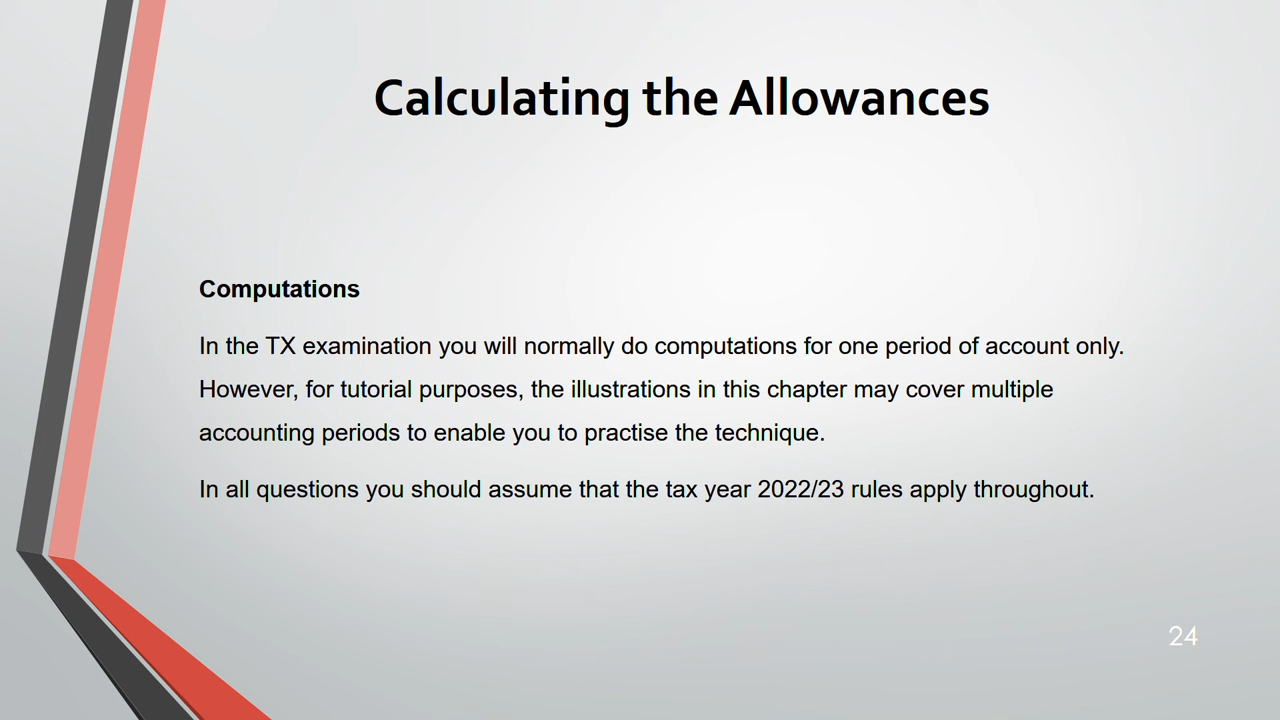 Calculating the Allowances
Computations
In the TX examination you will normally do computations for one period of account only.
However, for tutorial purposes, the illustrations in this chapter may cover multiple
accounting periods to enable you to practise the technique.
In all questions you should assume that the tax year 2022/23 rules apply throughout.
24